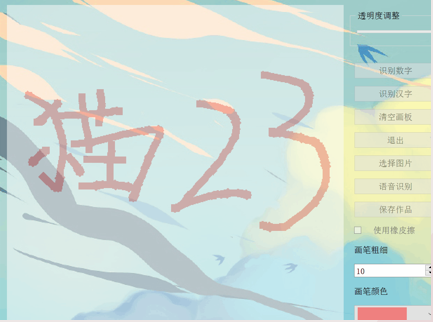 猫23
透明度调整
识别数字
识别汉字
清空画板
退出
选择图片
语音识别
保存作品
使用橡皮擦
画笔粗细
10
画笔颜色